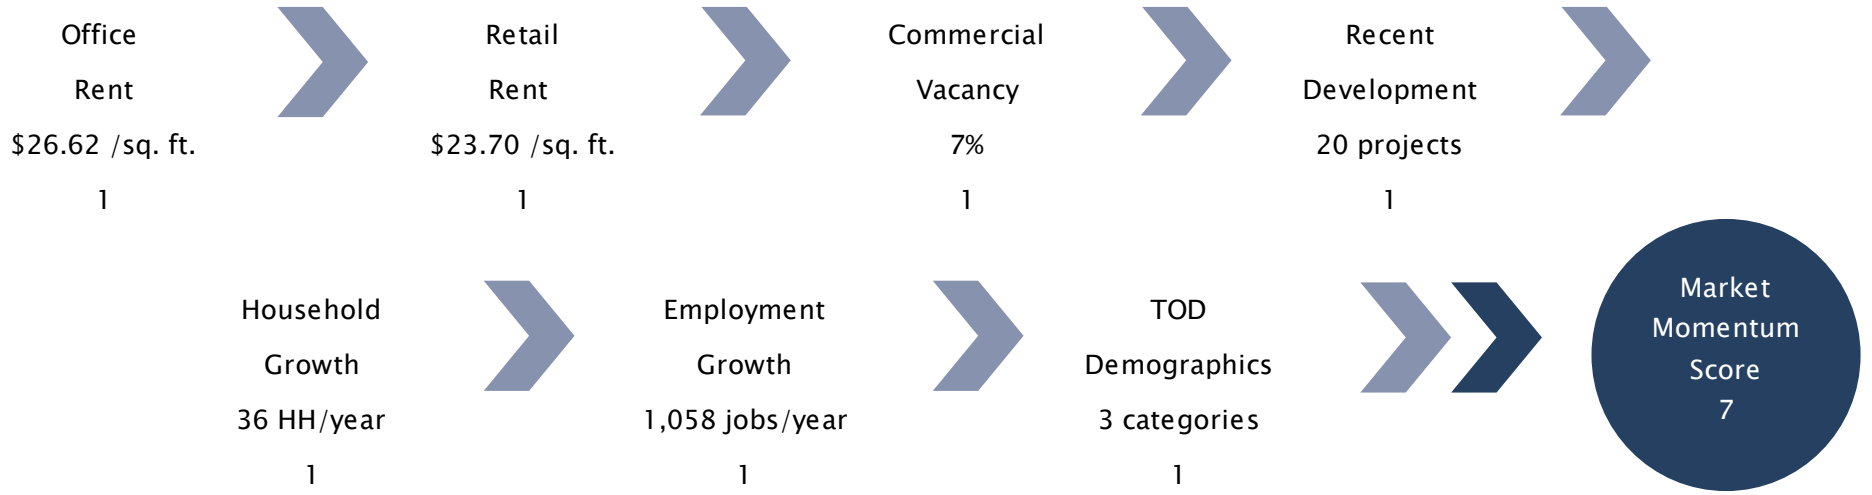 Office
Rent
$26.62 /sq. ft.
1
Retail
Rent
$23.70 /sq. ft.
1
Commercial
Vacancy
7%
1
Recent
Development
20 projects
1
Household
Growth
36 HH/year
1
Employment
Growth
1,058 jobs/year
1
TOD
Demographics
3 categories
1
Market
Momentum
Score
7